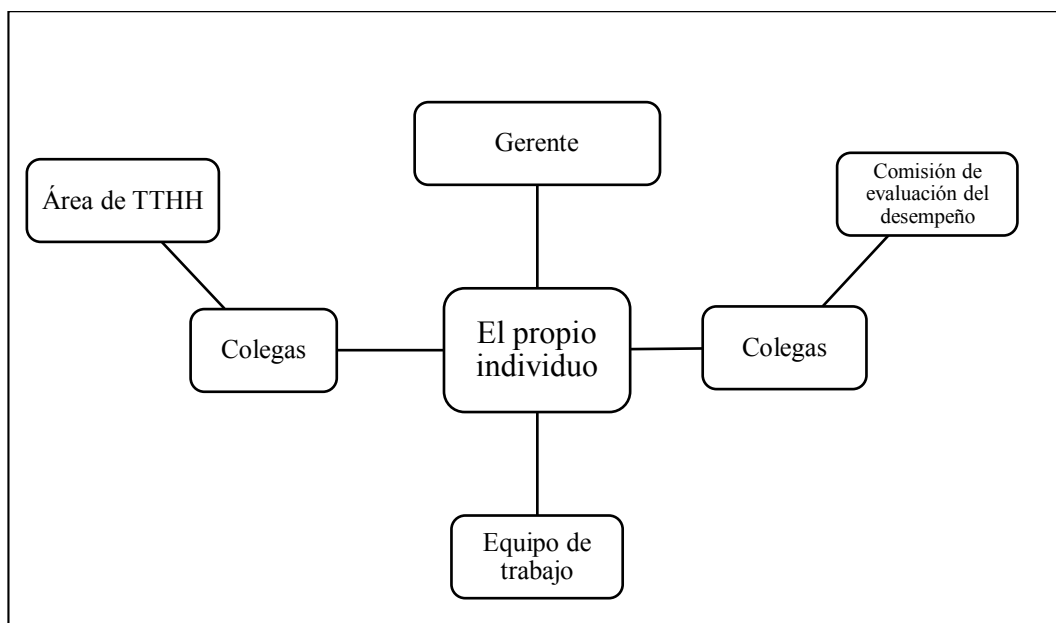 Gerente
Área de TTHH
Comisión de
evaluación del
desempeño
Colegas
El propio
individuo
Colegas
Equipo de
trabajo